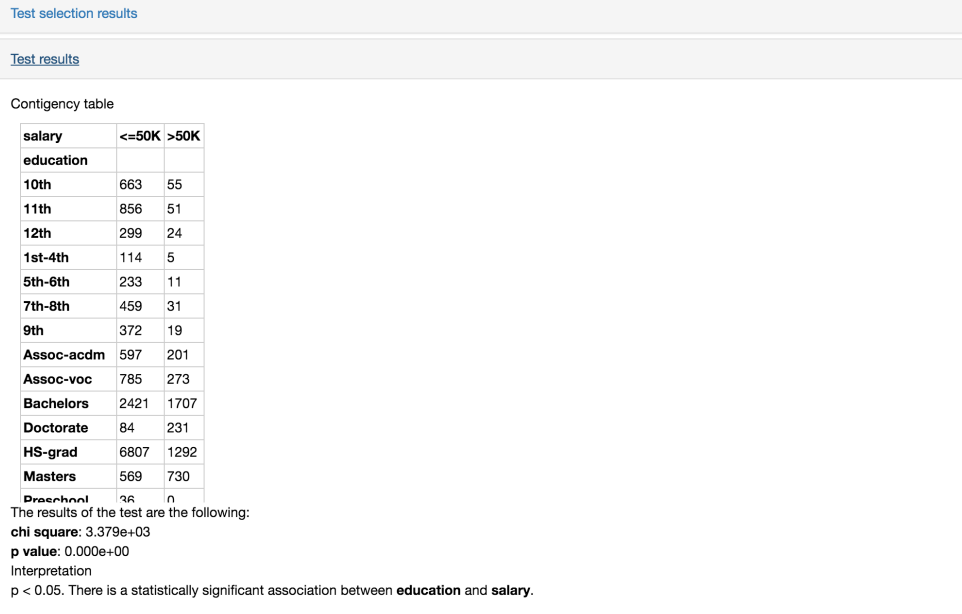 Test selection results
Test results
Contigency table
salary <=50K >50K
education
10th 663 55
11th 856 51
12th 299 24
1st-4th 114 5
5th-6th 233 11
7th-8th 459 31
9th 372 19
Assoc-acdm 597 201
Assoc-voc 785 273
Bachelors 2421 1707
Doctorate 84 231
HS-grad 6807 1292
Masters 569 730
Preschool 36 0
The results of the test are the following:
chi square: 3.379e+03
p value: 0.000e+00
Interpretation
p < 0.05. There is a statistically significant association between education and salary.